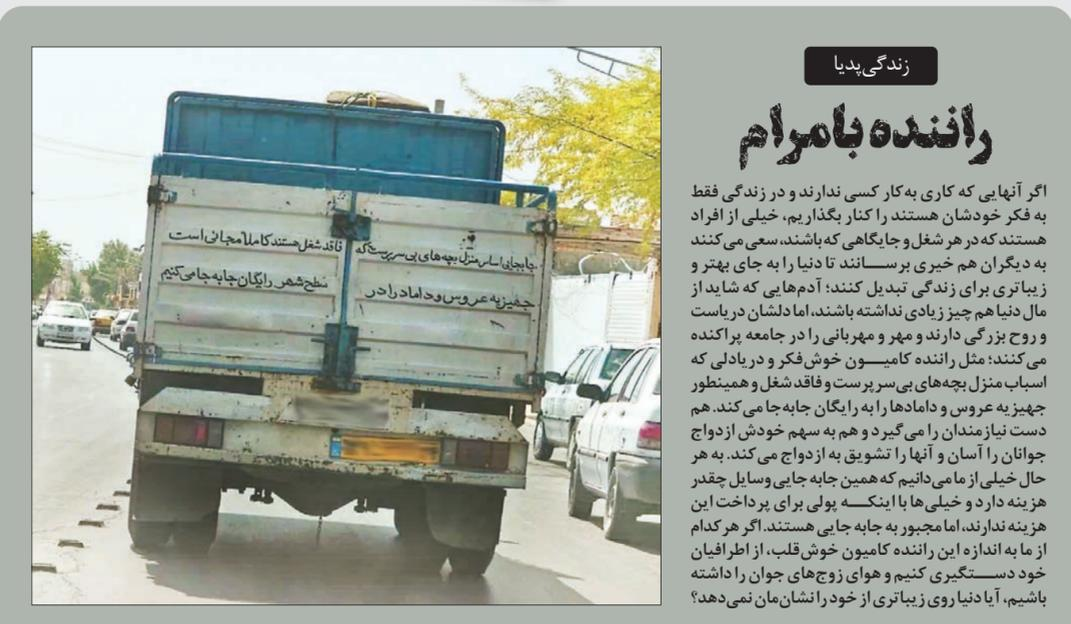 زندگی‌پدیا
راننده بامرام
اگر آنهایی که کاری به‌کار کسی ندارند و در زندگی فقط
به فکر خودشان هستند را کنار بگذاریم، خیلی از افراد
هستند که در هر شغل و جایگاهی که باشند، سعی می‌کنند
به دیگران هم خیری برسانند تا دنیا را به جای بهتر و
زیباتری برای زندگی تبدیل کنند؛ آدم‌هایی که شاید از
مال دنیا هم چیز زیادی نداشته باشند، اما دلشان دریاست
و روح بزرگی دارند و مهر و مهربانی را در جامعه پراکنده
می‌کنند؛ مثل راننده کامیون خوش‌فکر و دریادلی که
اسباب منزل بچه‌های بی‌سرپرست و فاقد شغل و همینطور
جهیزیه عروس و دامادها را به رایگان جابه‌جا می‌کند. هم
دست نیازمندان را می‌گیرد و هم به سهم خودش ازدواج
جوانان را آسان و آنها را تشویق به ازدواج می‌کند. به هر
حال خیلی از ما می‌دانیم که همین جابه جایی وسایل چقدر
هزینه دارد و خیلی‌ها با اینکه پولی برای پرداخت این
هزینه ندارند، اما مجبور به جابه جایی هستند. اگر هر کدام
از ما به اندازه این راننده کامیون خوش‌قلب، از اطرافیان
خود دستگیری کنیم و هوای زوج‌های جوان را داشته
باشیم، آیا دنیا روی زیباتری از خود را نشان‌مان نمی‌دهد؟
جابجایی اساس منزل بچه‌های بی سرپرست که فاقد شغل هستند کاملا مجانی است
جهیزیه عروس و داماد را در سطح شهر رایگان جابه جا می‌کنیم